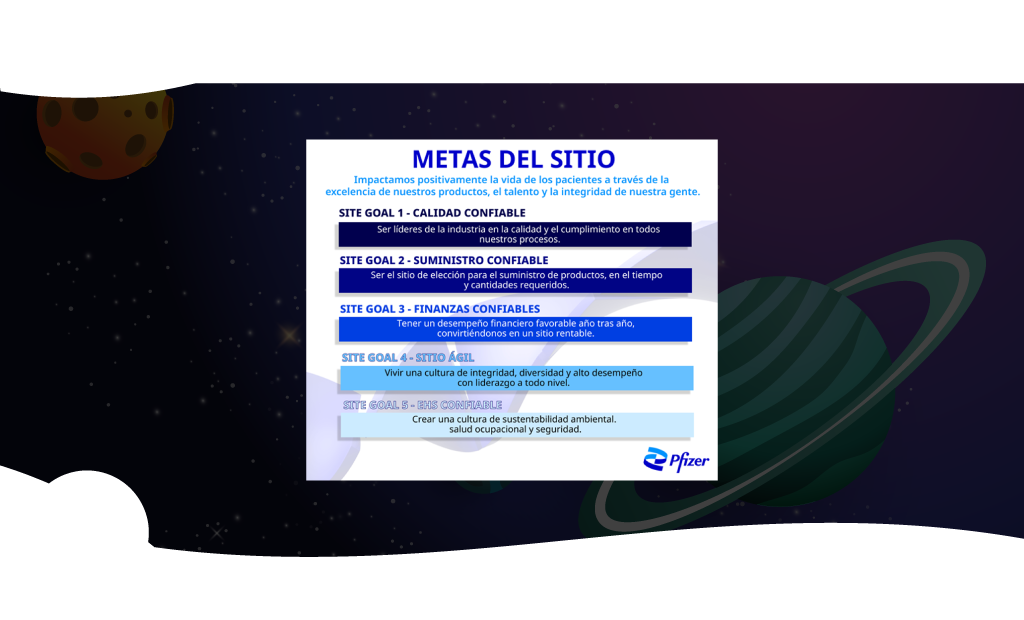 METAS DEL SITIO
Impactamos positivamente la vida de los pacientes a través de la
excelencia de nuestros productos, el talento y la integridad de nuestra gente.
SITE GOAL 1 - CALIDAD CONFIABLE
Ser líderes de la industria en la calidad y el cumplimiento en todos
nuestros procesos.
SITE GOAL 2 - SUMINISTRO CONFIABLE
Ser el sitio de elección para el suministro de productos, en el tiempo
y cantidades requeridos.
SITE GOAL 3 - FINANZAS CONFIABLES
Tener un desempeño financiero favorable año tras año,
convirtiéndonos en un sitio rentable.
SITE GOAL 4 - SITIO ÁGIL
Vivir una cultura de integridad, diversidad y alto desempeño
con liderazgo a todo nivel.
SITE GOAL 5 - EHS CONFIABLE
Crear una cultura de sustentabilidad ambiental.
salud ocupacional y seguridad.
Pfizer